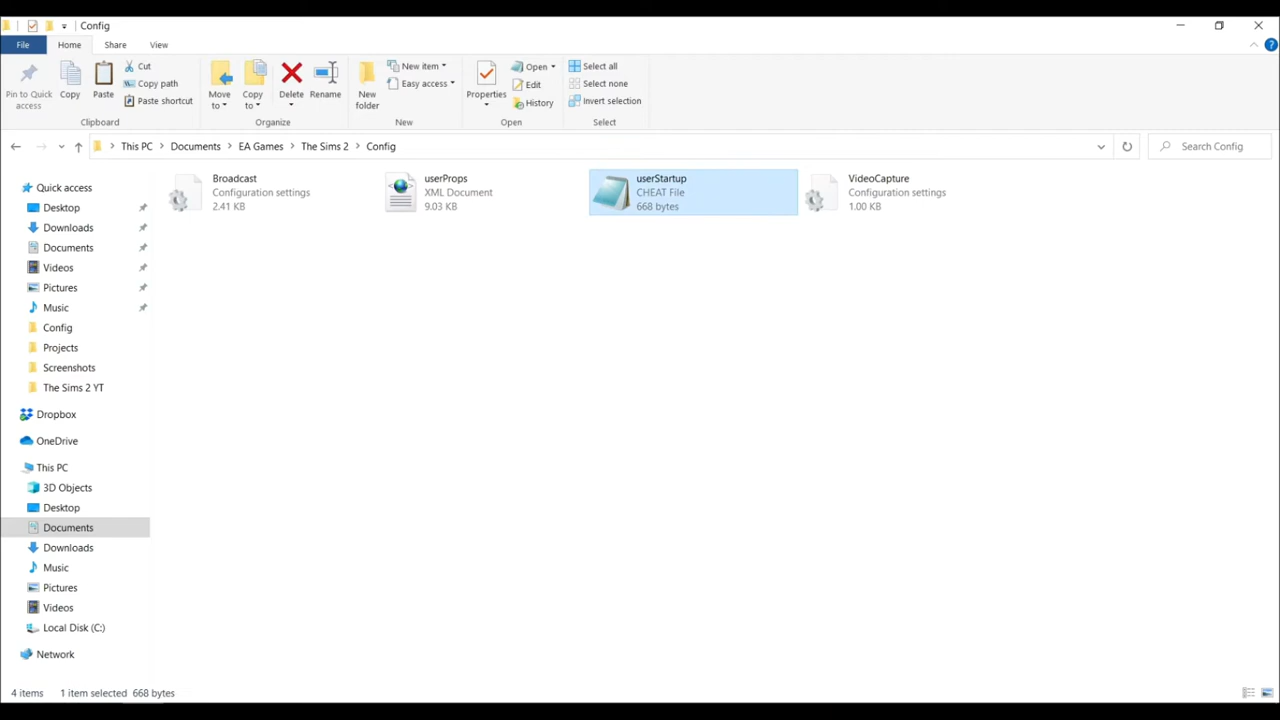 Config
File Home Share View
Pin to Quick access
Copy
Paste
Cut
Copy path
Paste shortcut
Clipboard
Move to
Copy to
Delete
Rename
Organize
New folder
New item
Easy access
New
Properties
Open
Edit
History
Open
Select all
Select none
Invert selection
Select
This PC > Documents > EA Games > The Sims 2 > Config
Search Config
Quick access
Desktop
Downloads
Documents
Videos
Pictures
Music
Config
Projects
Screenshots
The Sims 2 YT
Dropbox
OneDrive
This PC
3D Objects
Desktop
Documents
Downloads
Music
Pictures
Videos
Local Disk (C:)
Network
Broadcast
Configuration settings
2.41 KB
userProps
XML Document
9.03 KB
userStartup
CHEAT File
668 bytes
VideoCapture
Configuration settings
1.00 KB
4 items 1 item selected 668 bytes